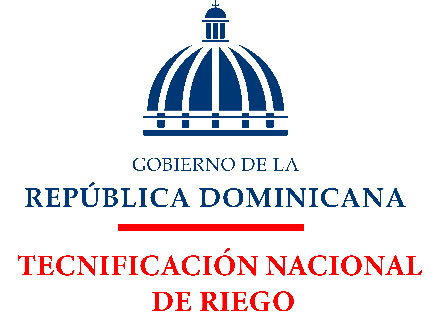 GOBIERNO DE LA
REPÚBLICA DOMINICANA
TECNIFICACIÓN NACIONAL
DE RIEGO